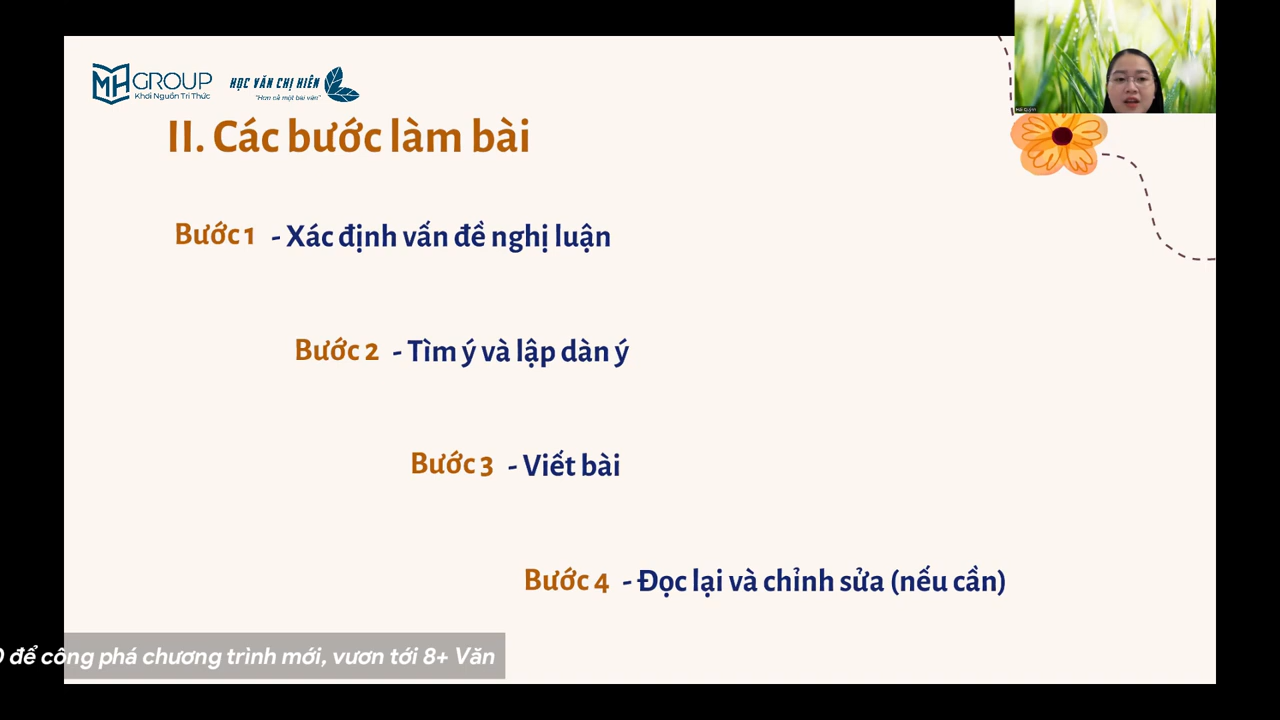 MH GROUP
Khơi Nguồn Tri Thức
HỌC VĂN CHỊ HIÊN
"Hơn cả một bài văn"
II. Các bước làm bài
Bước 1 - Xác định vấn đề nghị luận
Bước 2 - Tìm ý và lập dàn ý
Bước 3 - Viết bài
Bước 4 - Đọc lại và chỉnh sửa (nếu cần)
để công phá chương trình mới, vươn tới 8+ Văn